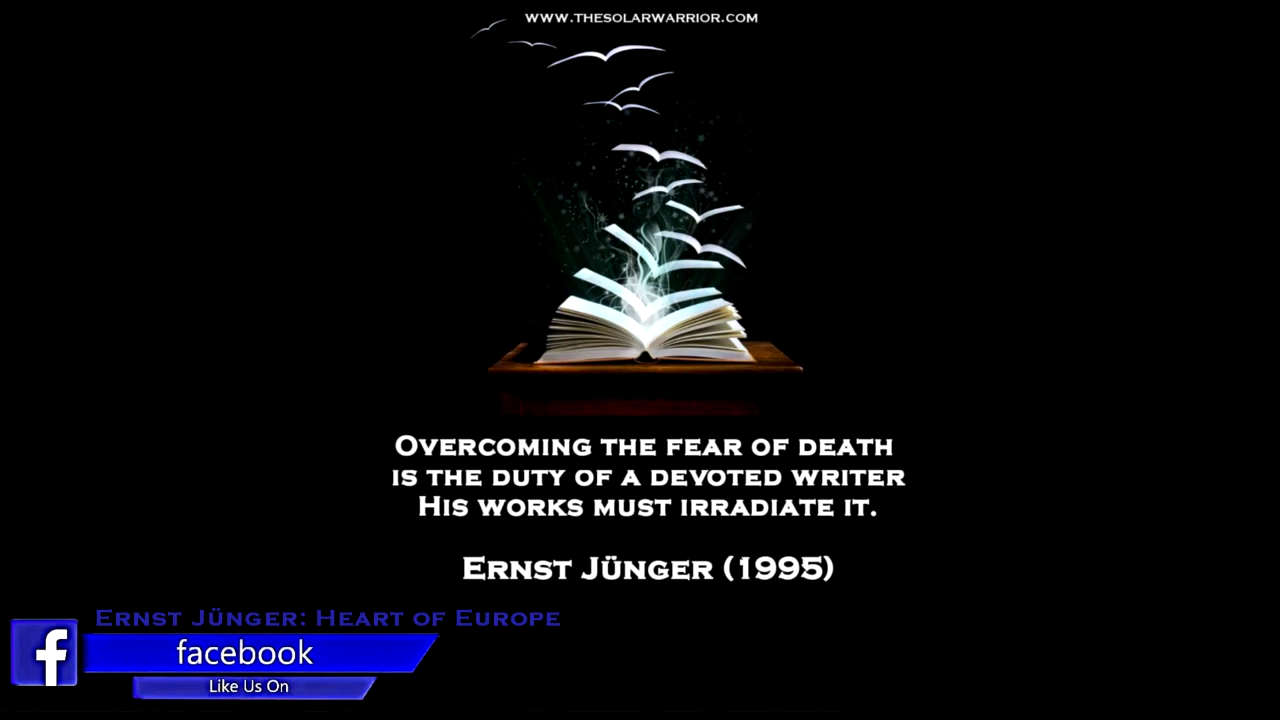 WWW.THESOLARWARRIOR.COM
OVERCOMING THE FEAR OF DEATH
IS THE DUTY OF A DEVOTED WRITER
HIS WORKS MUST IRRADIATE IT.
ERNST JÜNGER (1995)
ERNST JÜNGER: HEART OF EUROPE
f
facebook
Like Us On